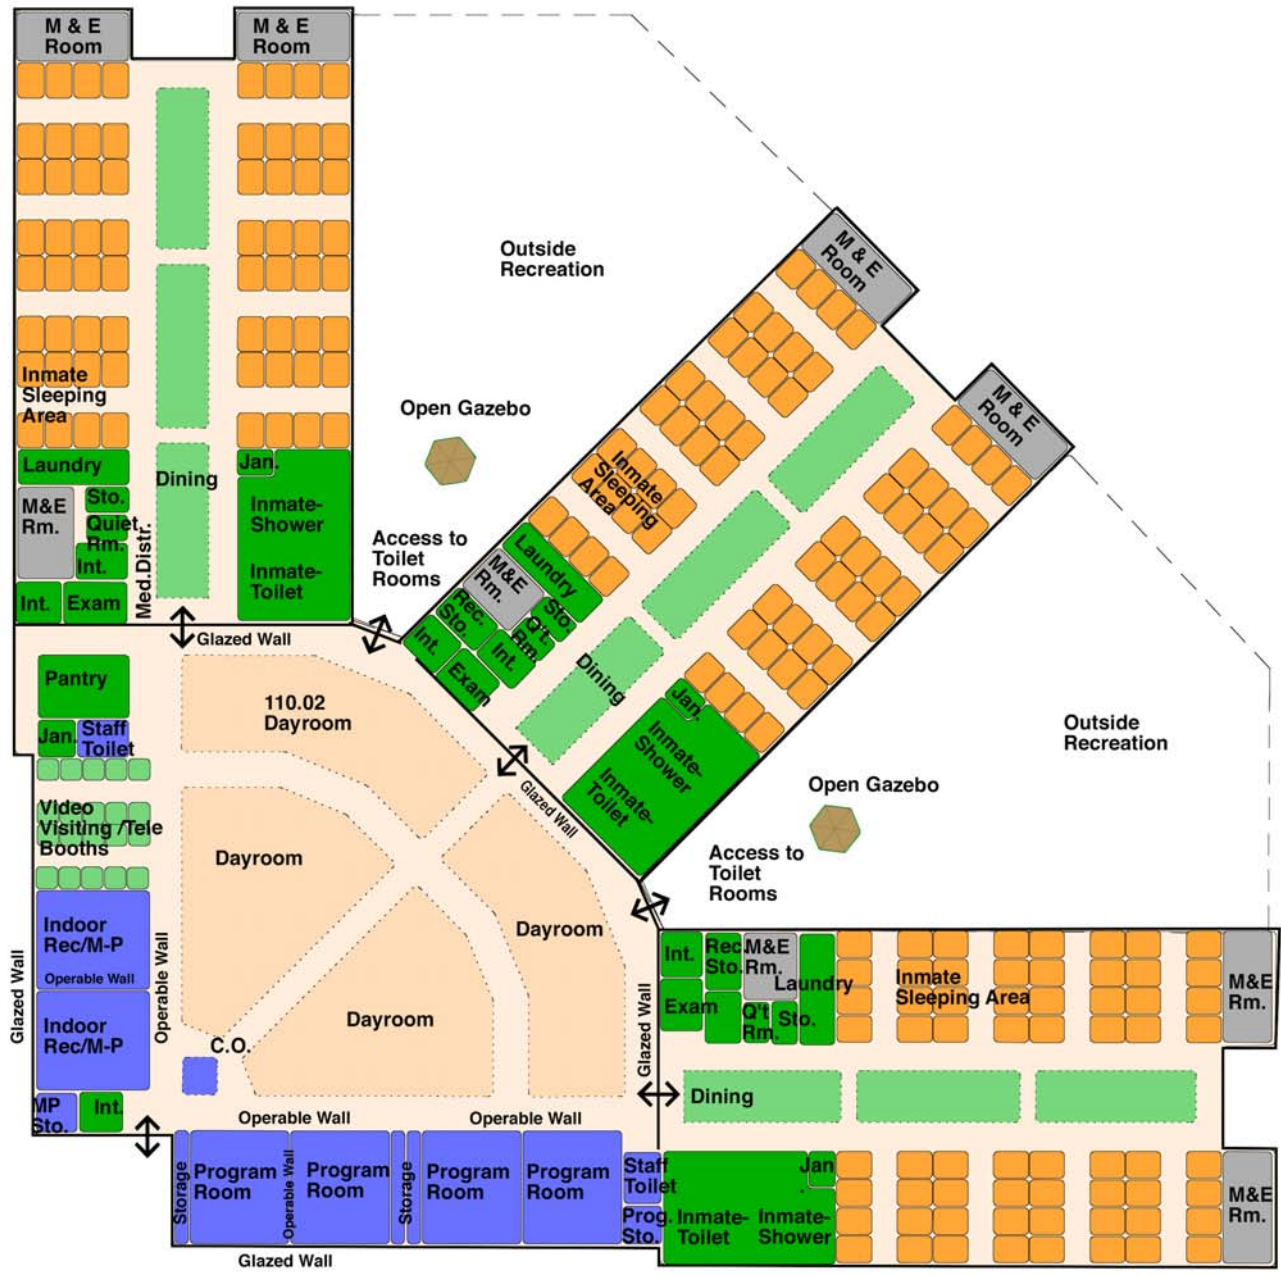 M & E
Room
M & E
Room
Inmate
Sleeping
Area
Laundry
M&E
Rm.
Sto.
Quiet.
Rm.
Int.
Int.
Exam
Med.Distr.
Dining
Jan.
Inmate-
Shower
Inmate-
Toilet
Glazed Wall
Outside
Recreation
Open Gazebo
Access to
Toilet
Rooms
M & E
Room
M & E
Room
Inmate
Sleeping
Area
Laundry
M&E
Rm.
Sto.
Rec.
Sto.
Q't
Rm.
Int.
Int.
Exam
Dining
Jan.
Inmate-
Shower
Inmate-
Toilet
Glazed Wall
Outside
Recreation
Open Gazebo
Access to
Toilet
Rooms
Pantry
Jan.
Staff
Toilet
Video
Visiting /Tele
Booths
110.02
Dayroom
Dayroom
Dayroom
Dayroom
Indoor
Rec/M-P
Operable Wall
Indoor
Rec/M-P
Glazed Wall
Operable Wall
C.O.
MP
Sto.
Int.
Operable Wall
Operable Wall
Storage
Program
Room
Operable Wall
Program
Room
Storage
Program
Room
Program
Room
Staff
Toilet
Prog.
Sto.
Glazed Wall
Glazed Wall
Int.
Rec.
Sto.
M&E
Rm.
Laundry
Exam
Q't
Rm.
Sto.
Inmate
Sleeping Area
M&E
Rm.
Dining
Jan
.
Inmate-
Toilet
Inmate-
Shower
M&E
Rm.